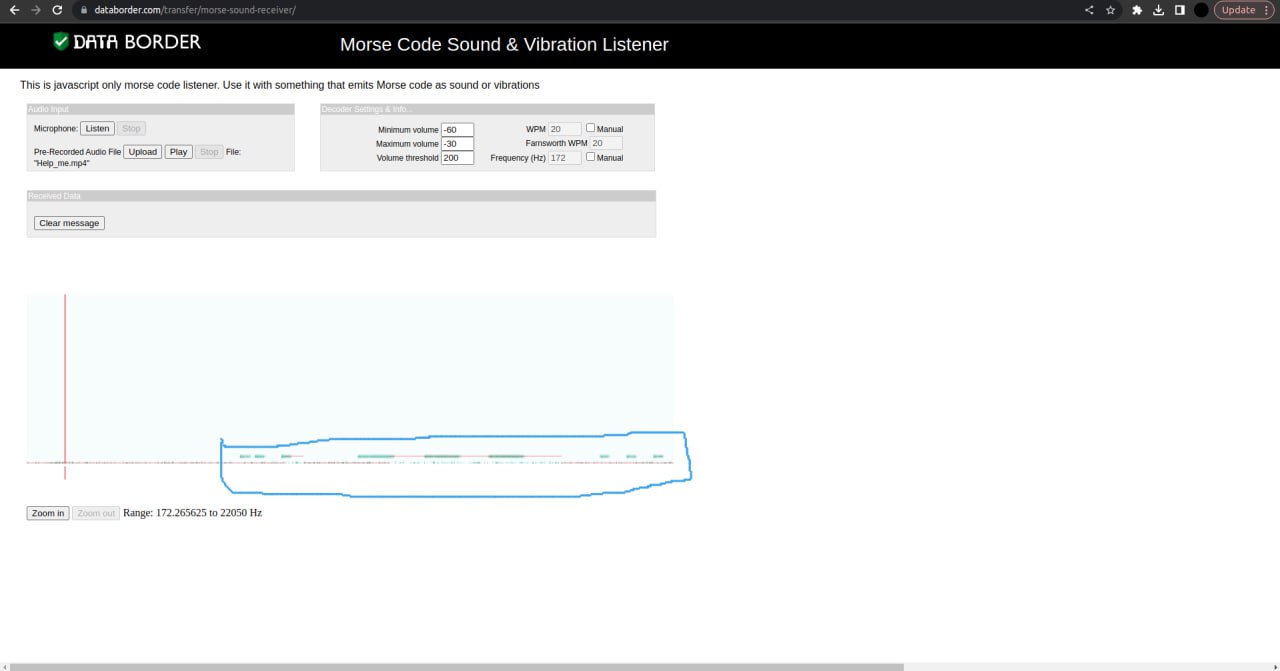 databorder.com/transfer/morse-sound-receiver/
Update
DATA BORDER
Morse Code Sound & Vibration Listener
This is javascript only morse code listener. Use it with something that emits Morse code as sound or vibrations
Audio Input
Microphone: Listen Stop
Pre-Recorded Audio File Upload Play Stop File:
"Help_me.mp4"
Decoder Settings & Info...
Minimum volume -60 WPM 20 Manual
Maximum volume -30 Farnsworth WPM 20
Volume threshold 200 Frequency (Hz) 172 Manual
Received Data
Clear message
Zoom in Zoom out Range: 172.265625 to 22050 Hz